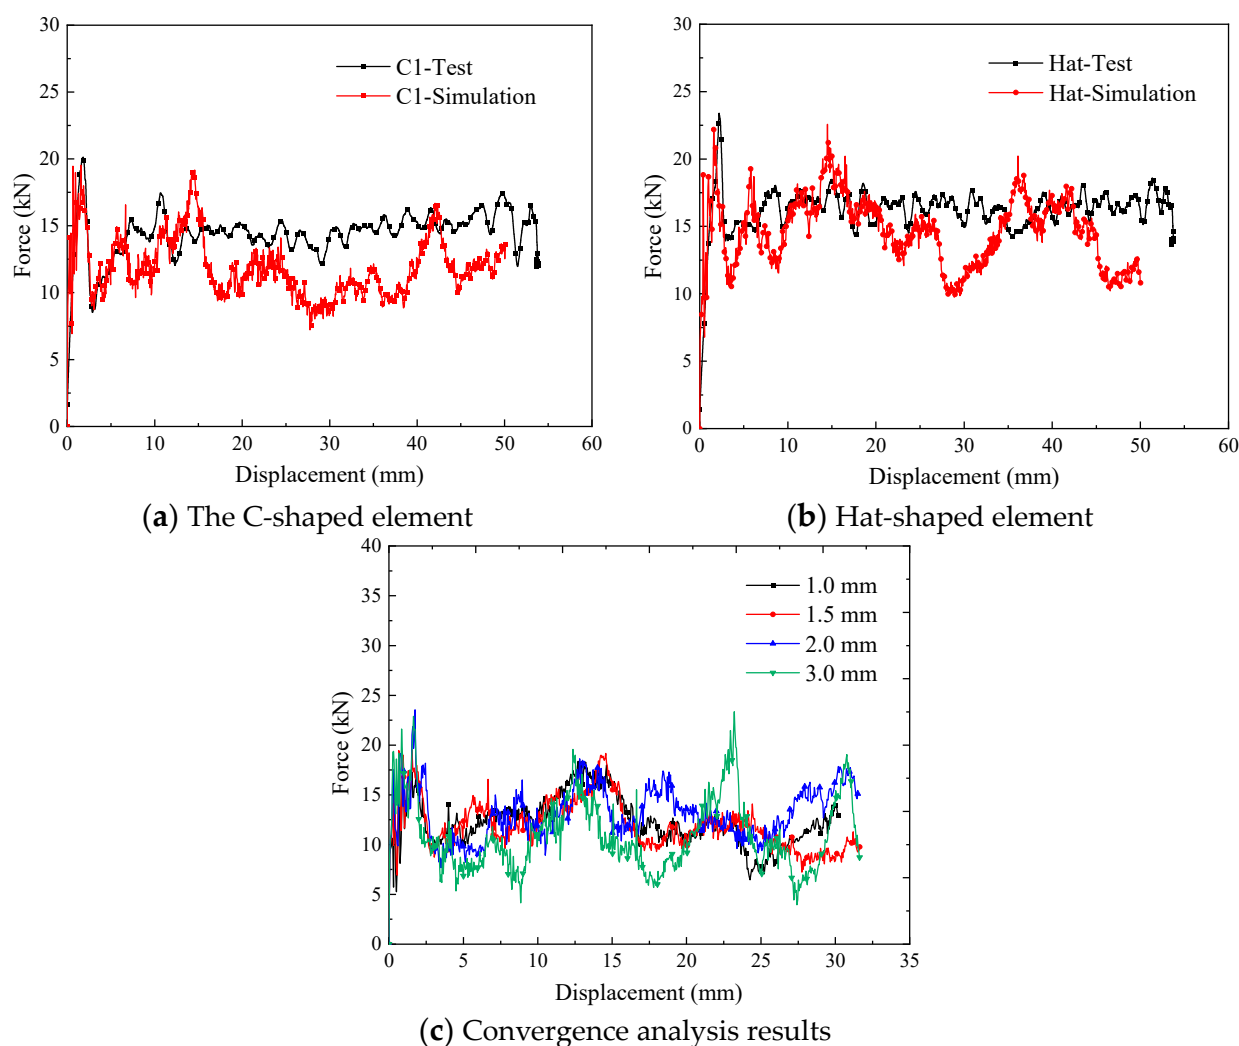 30
25
20
15
10
5
0
Force (kN)
C1-Test
C1-Simulation
0 10 20 30 40 50 60
Displacement (mm)
(a) The C-shaped element
30
25
20
15
10
5
0
Force (kN)
Hat-Test
Hat-Simulation
0 10 20 30 40 50 60
Displacement (mm)
(b) Hat-shaped element
40
35
30
25
20
15
10
5
0
Force (kN)
1.0 mm
1.5 mm
2.0 mm
3.0 mm
0 5 10 15 20 25 30 35
Displacement (mm)
(c) Convergence analysis results